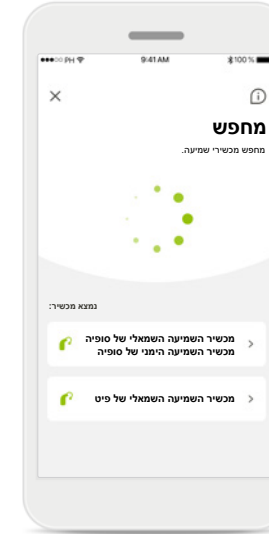 PH 9:41 AM 100 %
מחפש
מחפש מכשירי שמיעה.
נמצא מכשיר:
מכשיר השמיעה השמאלי של סופיה
מכשיר השמיעה הימני של סופיה
מכשיר השמיעה השמאלי של פיט